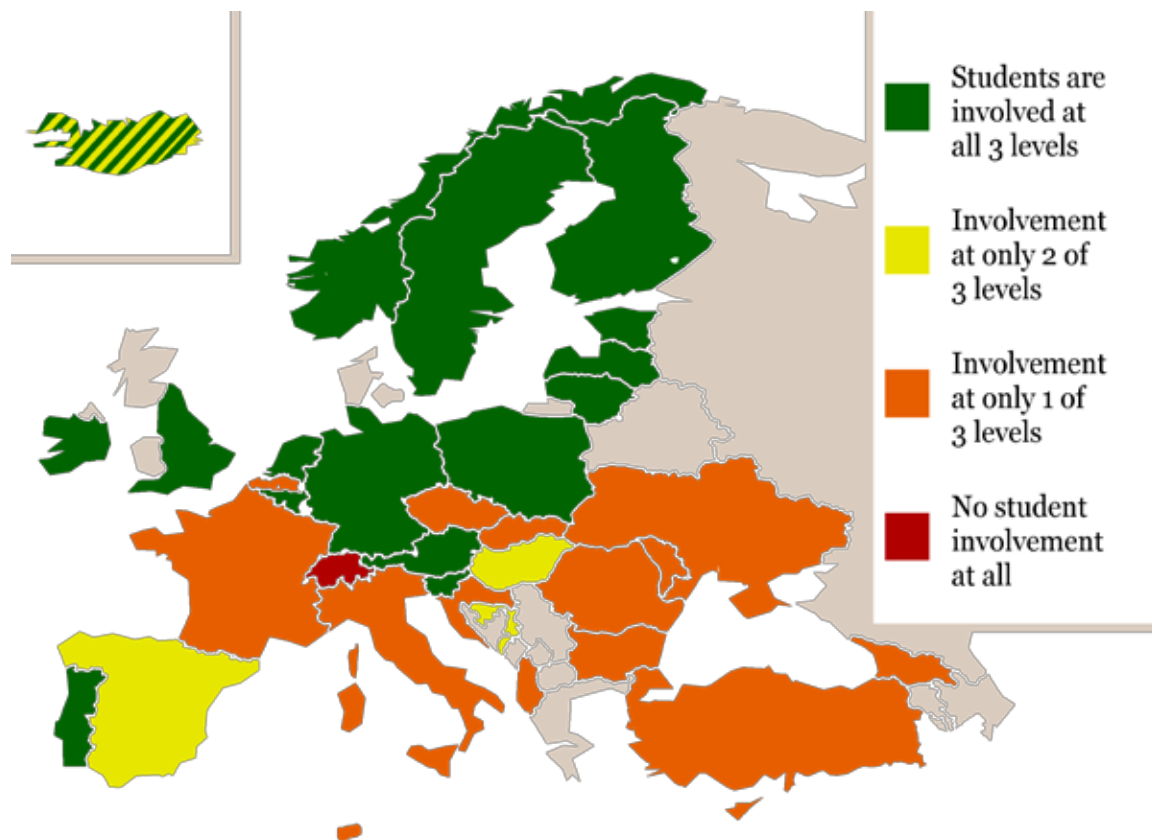 Students are
involved at
all 3 levels
Involvement
at only 2 of
3 levels
Involvement
at only 1 of
3 levels
No student
involvement
at all